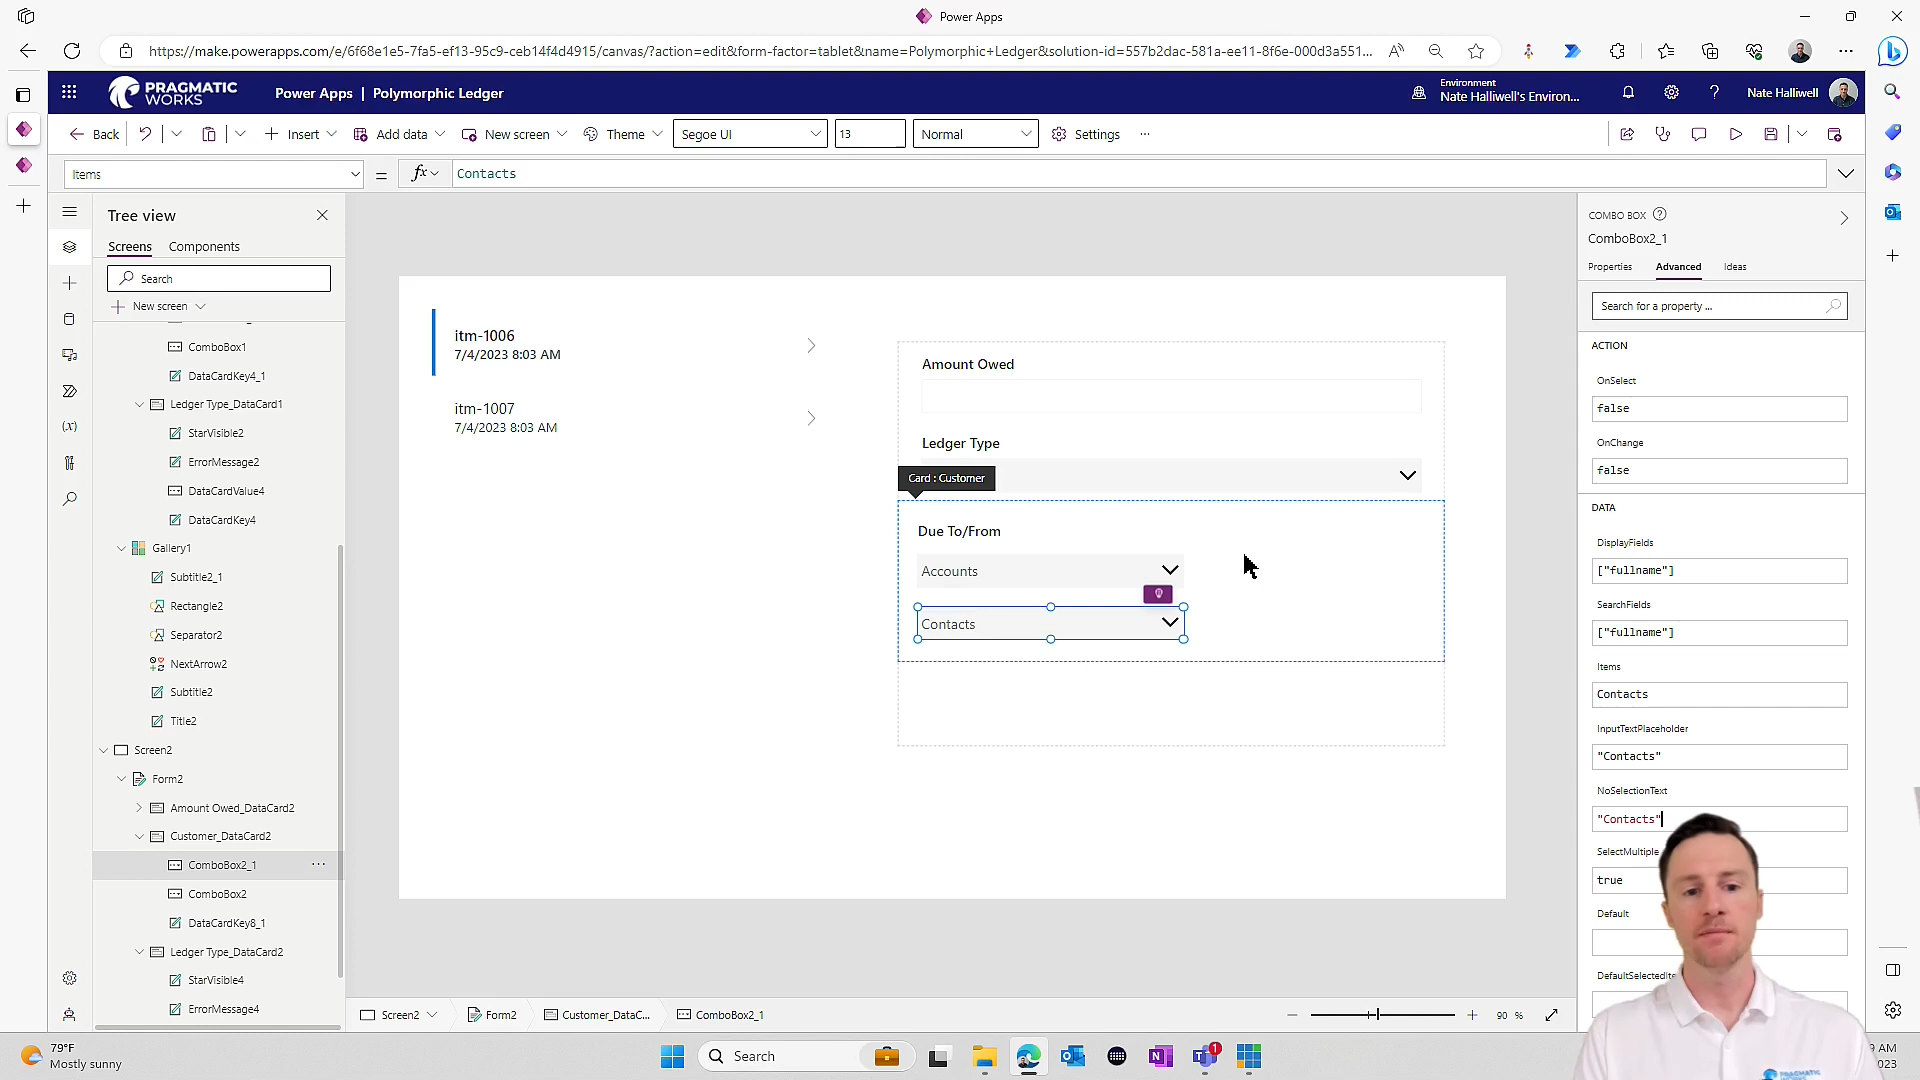 Power Apps
https://make.powerapps.com/e/6f68e1e5-7fa5-ef13-95c9-ceb14f4d4915/canvas/?action=edit&form-factor=tablet&name=Polymorphic+Ledger&solution-id=557b2dac-581a-ee11-8f6e-000d3a551...
PRAGMATIC WORKS
Power Apps | Polymorphic Ledger
Environment
Nate Halliwell's Environ...
Nate Halliwell
Back
Insert
Add data
New screen
Theme
Segoe UI
13
Normal
Settings
Items
=
fx
Contacts
Tree view
Screens
Components
Search
New screen
ComboBox1
DataCardKey4_1
Ledger Type_DataCard1
StarVisible2
ErrorMessage2
DataCardValue4
DataCardKey4
Gallery1
Subtitle2_1
Rectangle2
Separator2
NextArrow2
Subtitle2
Title2
Screen2
Form2
Amount Owed_DataCard2
Customer_DataCard2
ComboBox2_1
ComboBox2
DataCardKey8_1
Ledger Type_DataCard2
StarVisible4
ErrorMessage4
itm-1006
7/4/2023 8:03 AM
itm-1007
7/4/2023 8:03 AM
Amount Owed
Ledger Type
Card : Customer
Due To/From
Accounts
Contacts
COMBO BOX
ComboBox2_1
Properties
Advanced
Ideas
Search for a property ...
ACTION
OnSelect
false
OnChange
false
DATA
DisplayFields
["fullname"]
SearchFields
["fullname"]
Items
Contacts
InputTextPlaceholder
"Contacts"
NoSelectionText
"Contacts"
SelectMultiple
true
Default
DefaultSelectedIte
Screen2
Form2
Customer_DataC...
ComboBox2_1
90 %
79°F
Mostly sunny
Search
1
9 AM
023